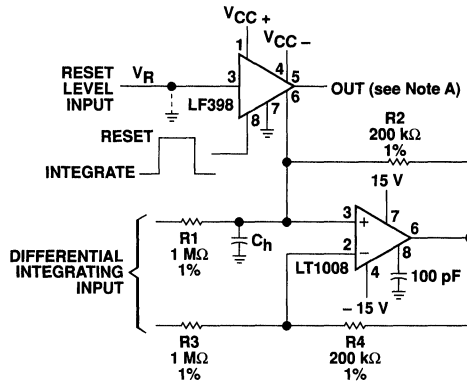 VCC+
VCC−
1
4
RESET
LEVEL
INPUT
VR
3
5
OUT (see Note A)
6
LF398
7
8
RESET
INTEGRATE
R2
200 kΩ
1%
15 V
3
+
7
6
2
−
8
LT1008
4
100 pF
− 15 V
R1
1 MΩ
1%
Ch
DIFFERENTIAL
INTEGRATING
INPUT
R3
1 MΩ
1%
R4
200 kΩ
1%